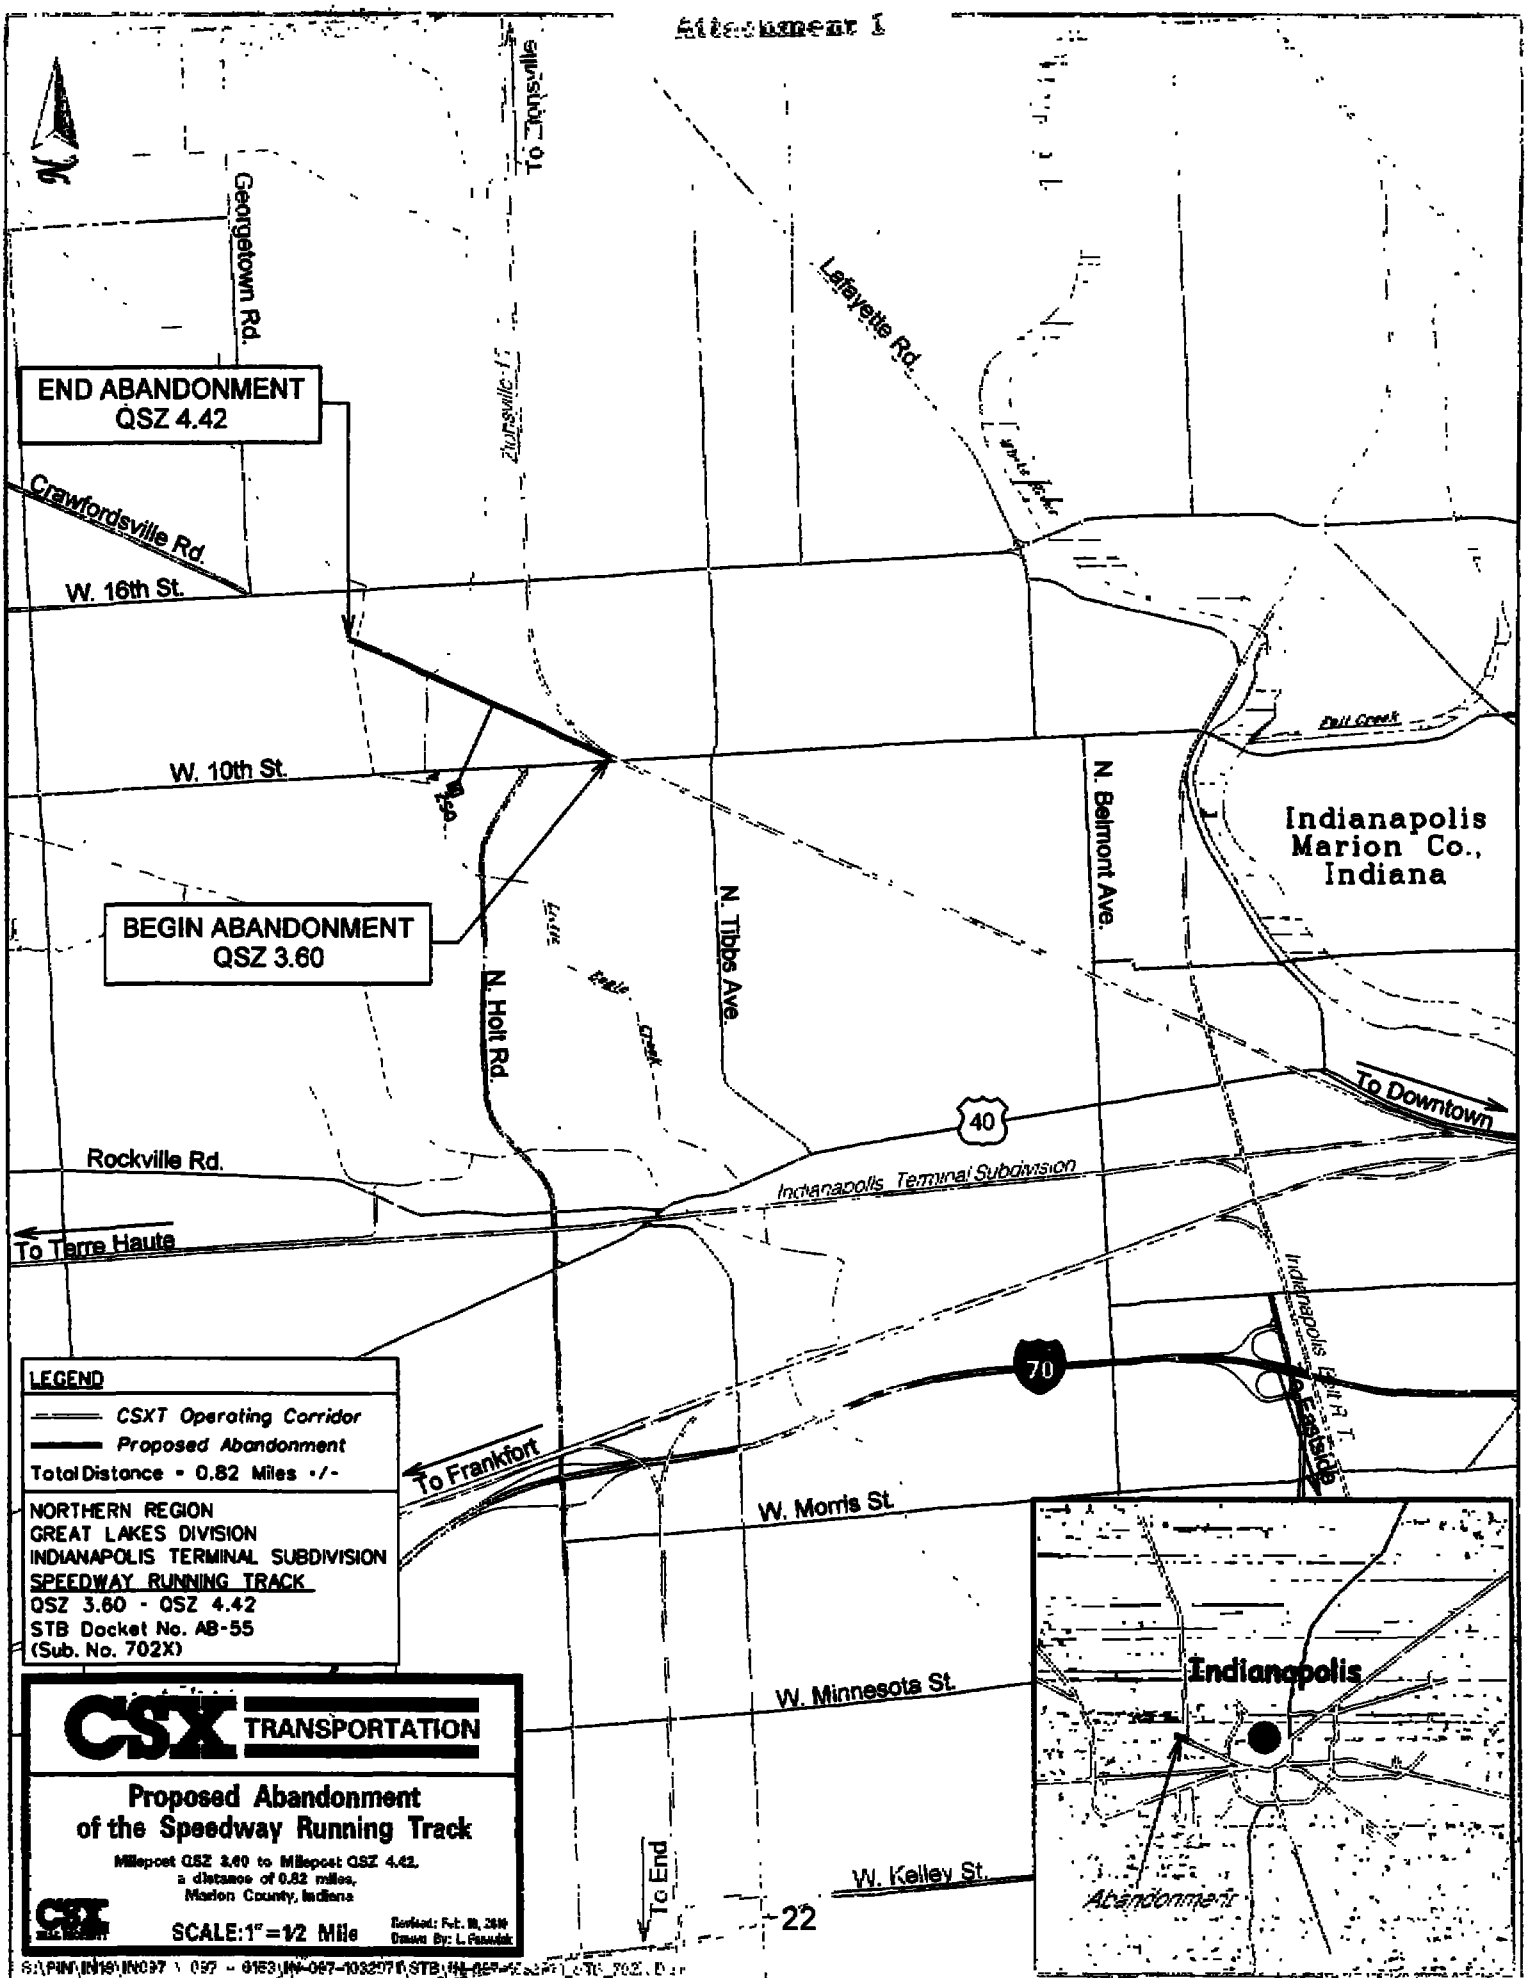 Attachment 1
N
To Zionsville
Georgetown Rd.
Lafayette Rd.
END ABANDONMENT
QSZ 4.42
Crawfordsville Rd.
W. 16th St.
Fall Creek
W. 10th St.
N. Belmont Ave.
Indianapolis
Marion Co.,
Indiana
BEGIN ABANDONMENT
QSZ 3.60
N. Tibbs Ave.
Eagle
Creek
N. Holt Rd.
To Downtown
40
Rockville Rd.
Indianapolis Terminal Subdivision
To Terre Haute
Indianapolis
70
To Eastside
LEGEND
CSXT Operating Corridor
Proposed Abandonment
Total Distance = 0.82 Miles +/-
To Frankfort
W. Morris St.
NORTHERN REGION
GREAT LAKES DIVISION
INDIANAPOLIS TERMINAL SUBDIVISION
SPEEDWAY RUNNING TRACK
QSZ 3.60 - QSZ 4.42
STB Docket No. AB-55
(Sub. No. 702X)
Indianapolis
Abandonment
W. Minnesota St.
CSX TRANSPORTATION
Proposed Abandonment
of the Speedway Running Track
Milepost QSZ 3.60 to Milepost QSZ 4.42,
a distance of 0.82 miles,
Marion County, Indiana
CSX
SCALE: 1" = 1/2 Mile
Drawn By: L.
To End
W. Kelley St.
22